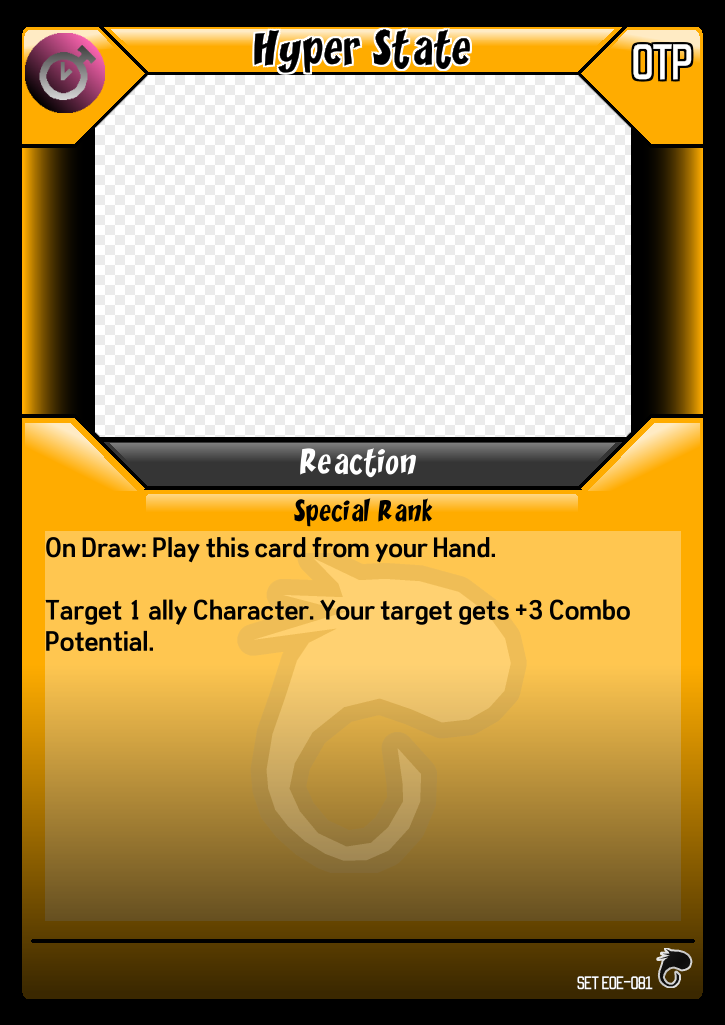 Hyper State
OTP
Reaction
Special Rank
On Draw: Play this card from your Hand.
Target 1 ally Character. Your target gets +3 Combo
Potential.
SET EOE-081